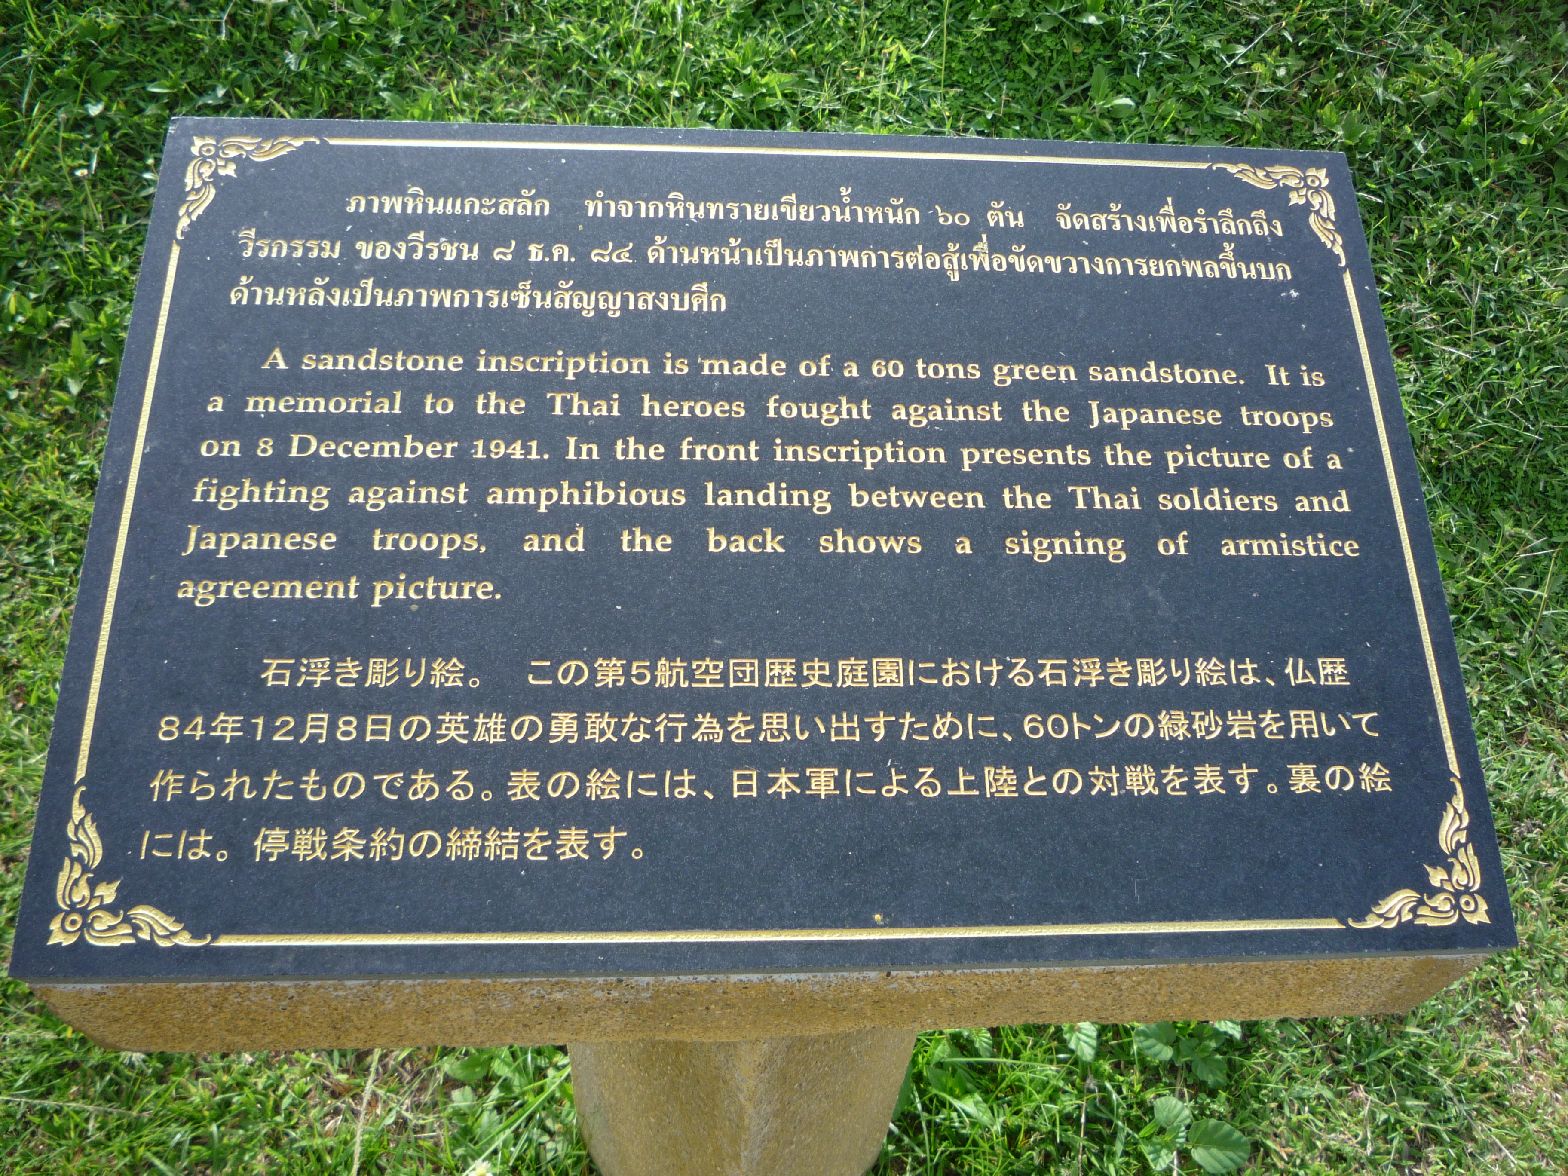 ภาพหินแกะสลัก ทำจากหินทรายเขียวน้ำหนัก ๖๐ ตัน จัดสร้างเพื่อรำลึกถึง
วีรกรรม ของวีรชน ๘ ธ.ค. ๘๔ ด้านหน้าเป็นภาพการต่อสู้เพื่อขัดขวางการยกพลขึ้นบก
ด้านหลังเป็นภาพการเซ็นสัญญาสงบศึก
A sandstone inscription is made of a 60 tons green sandstone. It is
a memorial to the Thai heroes fought against the Japanese troops
on 8 December 1941. In the front inscription presents the picture of a
fighting against amphibious landing between the Thai soldiers and
Japanese troops, and the back shows a signing of armistice
agreement picture.
石浮き彫り絵。 この第5航空団歴史庭園における石浮き彫り絵は、仏歴
84年12月8日の英雄の勇敢な行為を思い出すために、60トンの緑砂岩を用いて
作られたものである。表の絵には、日本軍による上陸との対戦を表す。裏の絵
には。停戦条約の締結を表す。